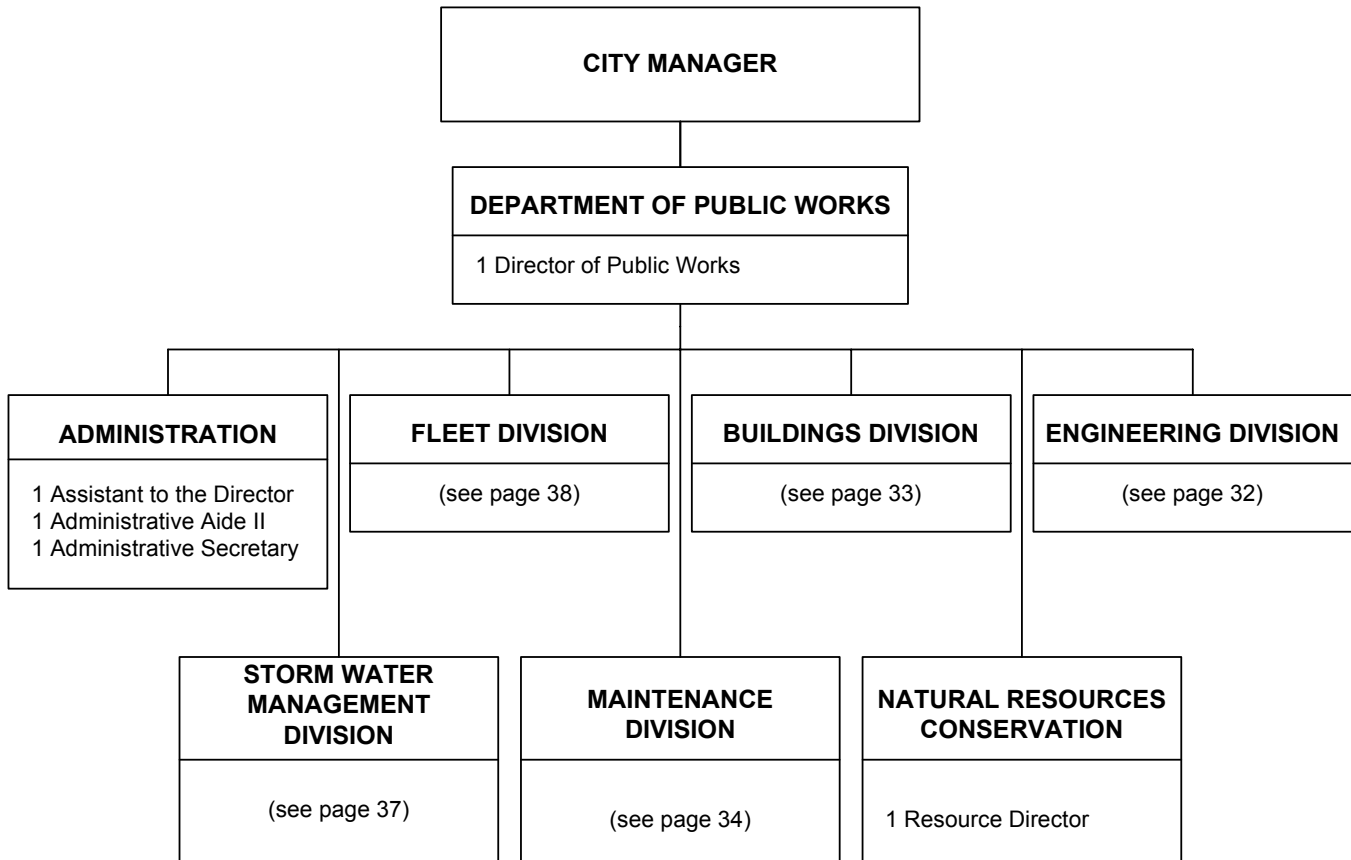 CITY MANAGER
DEPARTMENT OF PUBLIC WORKS
1 Director of Public Works
ADMINISTRATION
1 Assistant to the Director
1 Administrative Aide II
1 Administrative Secretary
FLEET DIVISION
(see page 38)
BUILDINGS DIVISION
(see page 33)
ENGINEERING DIVISION
(see page 32)
STORM WATER
MANAGEMENT
DIVISION
(see page 37)
MAINTENANCE
DIVISION
(see page 34)
NATURAL RESOURCES
CONSERVATION
1 Resource Director